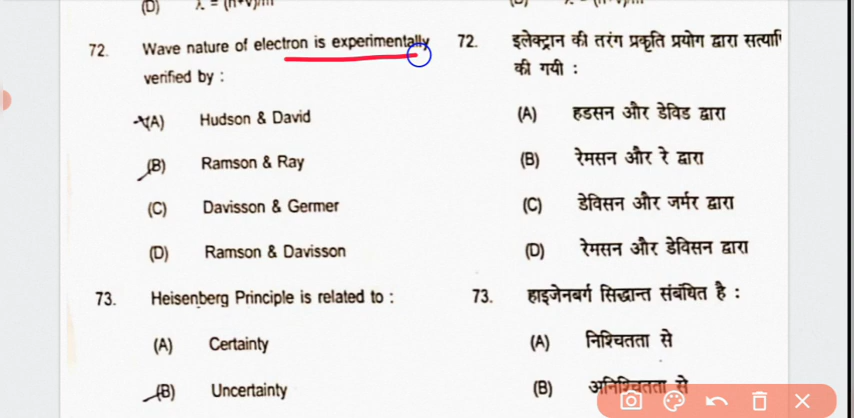 72. Wave nature of electron is experimentally
verified by :
(A) Hudson & David
(B) Ramson & Ray
(C) Davisson & Germer
(D) Ramson & Davisson
73. Heisenberg Principle is related to :
(A) Certainty
(B) Uncertainty
72. इलेक्ट्रान की तरंग प्रकृति प्रयोग द्वारा
की गयी :
(A) हडसन और डेविड द्वारा
(B) रेमसन और रे द्वारा
(C) डेविसन और जर्मर द्वारा
(D) रेमसन और डेविसन द्वारा
73. हाइजेनबर्ग सिद्धान्त संबंधित है :
(A) निश्चितता से
(B) अनिश्चितता से